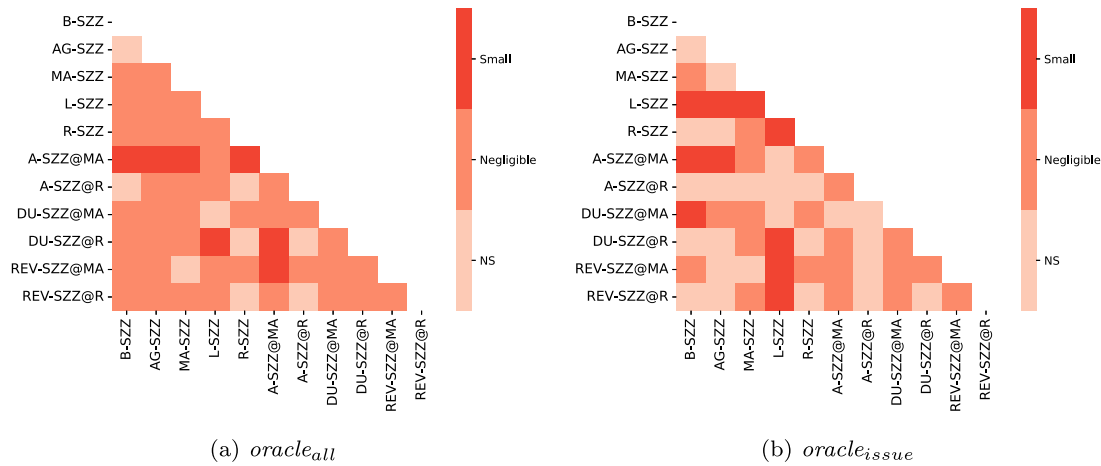 B-SZZ
AG-SZZ
MA-SZZ
L-SZZ
R-SZZ
A-SZZ@MA
A-SZZ@R
DU-SZZ@MA
DU-SZZ@R
REV-SZZ@MA
REV-SZZ@R
B-SZZ
AG-SZZ
MA-SZZ
L-SZZ
R-SZZ
A-SZZ@MA
A-SZZ@R
DU-SZZ@MA
DU-SZZ@R
REV-SZZ@MA
REV-SZZ@R
Small
Negligible
NS
(a) oracle_all
B-SZZ
AG-SZZ
MA-SZZ
L-SZZ
R-SZZ
A-SZZ@MA
A-SZZ@R
DU-SZZ@MA
DU-SZZ@R
REV-SZZ@MA
REV-SZZ@R
B-SZZ
AG-SZZ
MA-SZZ
L-SZZ
R-SZZ
A-SZZ@MA
A-SZZ@R
DU-SZZ@MA
DU-SZZ@R
REV-SZZ@MA
REV-SZZ@R
Small
Negligible
NS
(b) oracle_issue